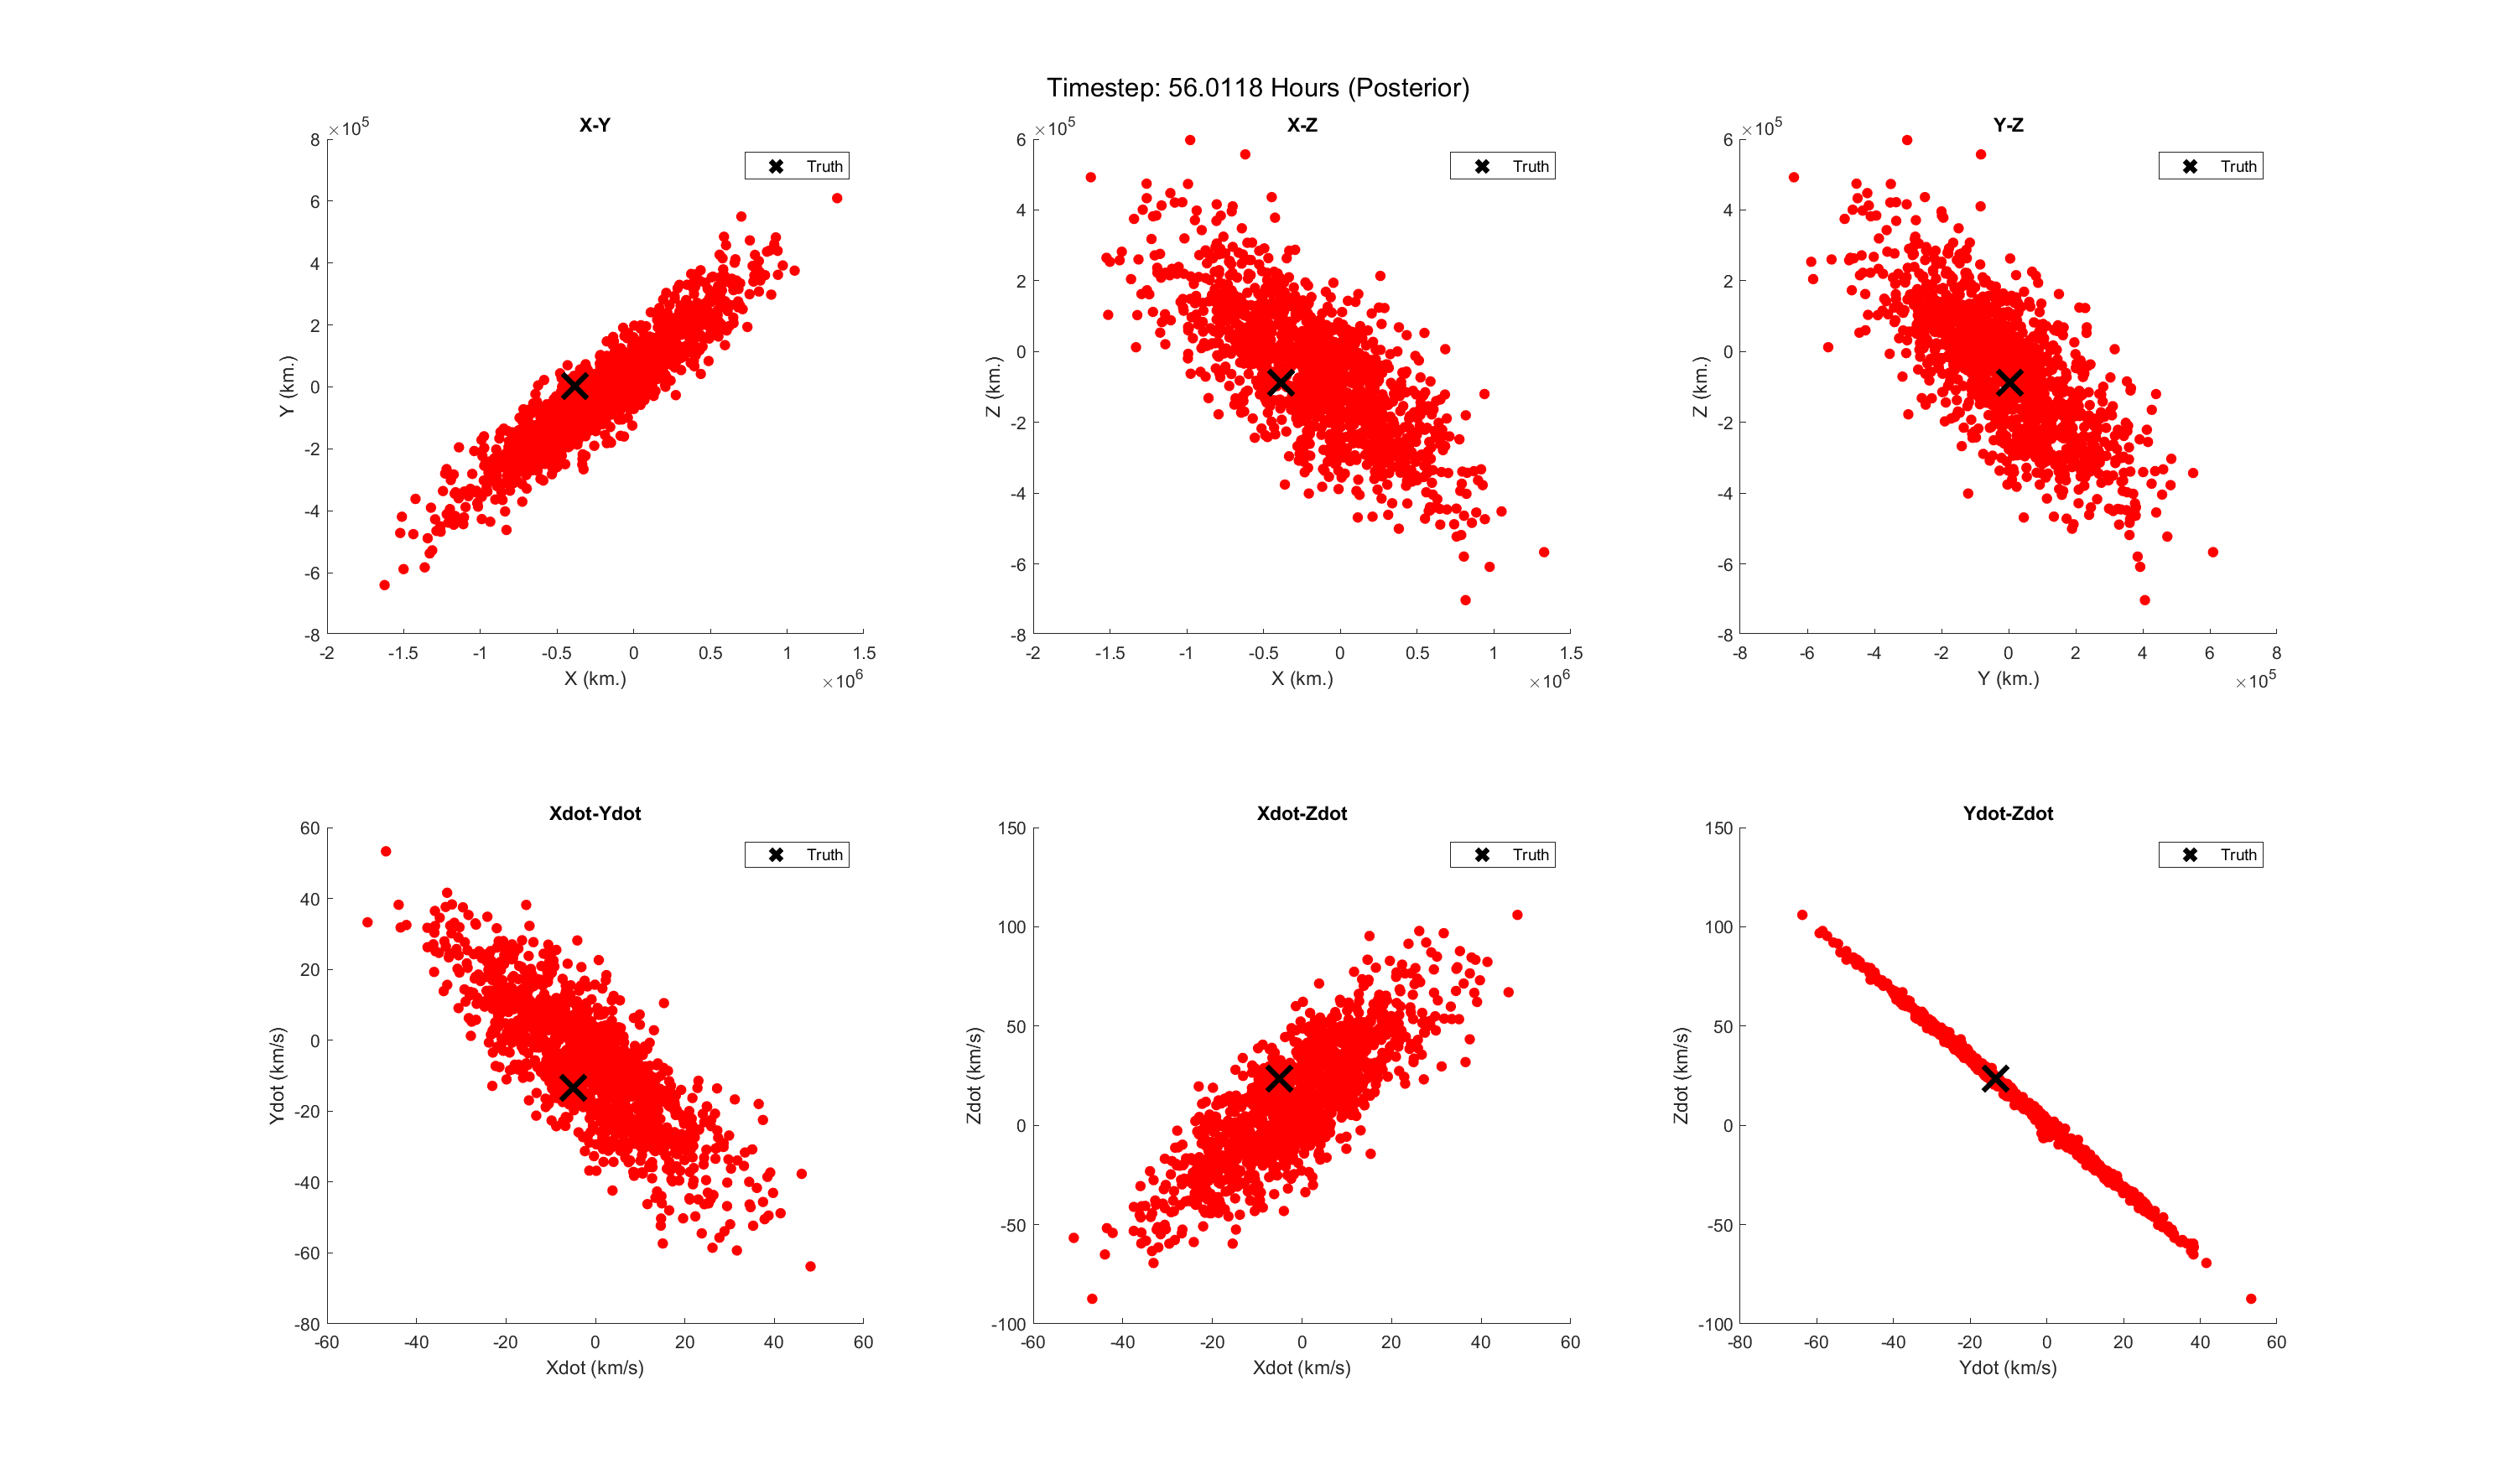 Timestep: 56.0118 Hours (Posterior)
×10^5
X-Y
Truth
8
6
4
2
0
-2
-4
-6
-8
Y (km.)
-2 -1.5 -1 -0.5 0 0.5 1 1.5
X (km.)
×10^6
×10^5
X-Z
Truth
6
4
2
0
-2
-4
-6
-8
Z (km.)
-2 -1.5 -1 -0.5 0 0.5 1 1.5
X (km.)
×10^6
×10^5
Y-Z
Truth
6
4
2
0
-2
-4
-6
-8
Z (km.)
-8 -6 -4 -2 0 2 4 6 8
Y (km.)
×10^5
Xdot-Ydot
Truth
60
40
20
0
-20
-40
-60
-80
Ydot (km/s)
-60 -40 -20 0 20 40 60
Xdot (km/s)
Xdot-Zdot
Truth
150
100
50
0
-50
-100
Zdot (km/s)
-60 -40 -20 0 20 40 60
Xdot (km/s)
Ydot-Zdot
Truth
150
100
50
0
-50
-100
Zdot (km/s)
-80 -60 -40 -20 0 20 40 60
Ydot (km/s)